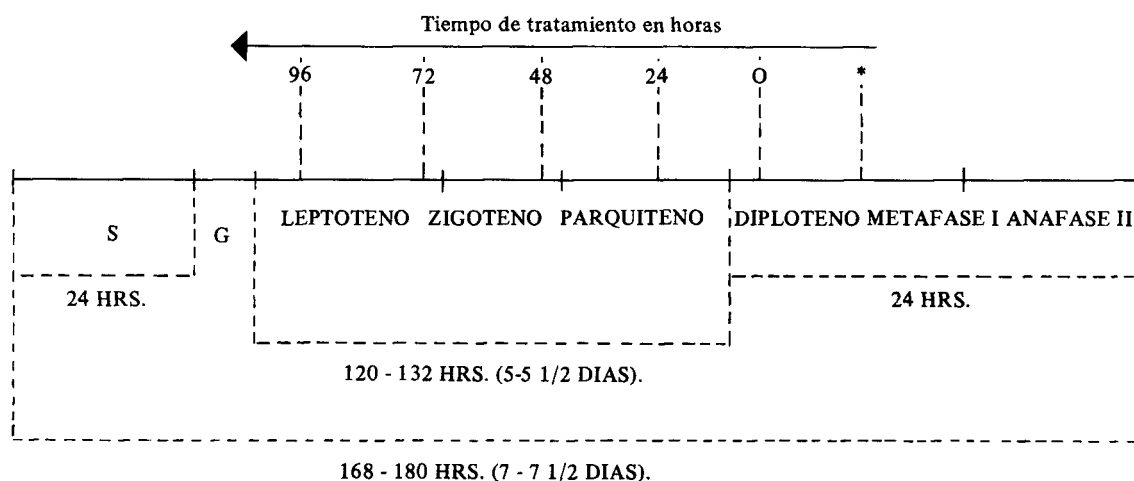 Tiempo de tratamiento en horas
96 72 48 24 O *
LEPTOTENO ZIGOTENO PARQUITENO DIPLOTENO METAFASE I ANAFASE II
S G
24 HRS. 24 HRS.
120 - 132 HRS. (5-5 1/2 DIAS).
168 - 180 HRS. (7 - 7 1/2 DIAS).